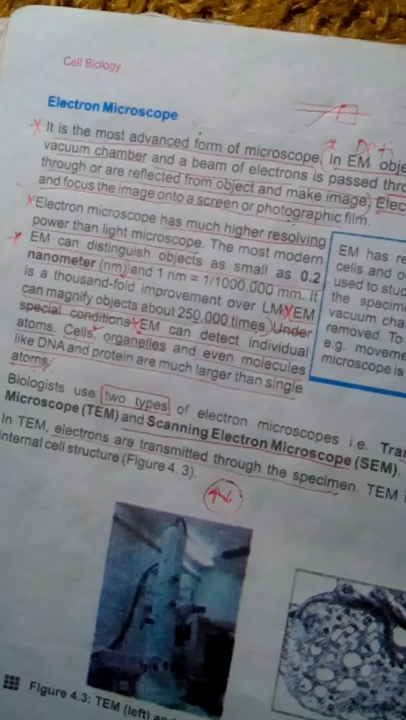 Cell Biology
Electron Microscope
It is the most advanced form of microscope. In EM obje
vacuum chamber and a beam of electrons is passed thro
through or are reflected from object and make image. Elec
and focus the image onto a screen or photographic film.
Electron microscope has much higher resolving
power than light microscope. The most modern
EM can distinguish objects as small as 0.2
nanometer (nm) and 1 nm = 1/1000,000 mm. It
is a thousand-fold improvement over LM. EM
can magnify objects about 250,000 times. Under
special conditions EM can detect individual
atoms. Cells, organelles and even molecules
like DNA and protein are much larger than single
atoms.
EM has re
cells and o
used to stud
the specim
vacuum cha
removed. To
e.g. moveme
microscope is
Biologists use two types of electron microscopes i.e. Tran
Microscope (TEM) and Scanning Electron Microscope (SEM).
In TEM, electrons are transmitted through the specimen. TEM
internal cell structure (Figure 4.3).
Figure 4.3: TEM (left) an